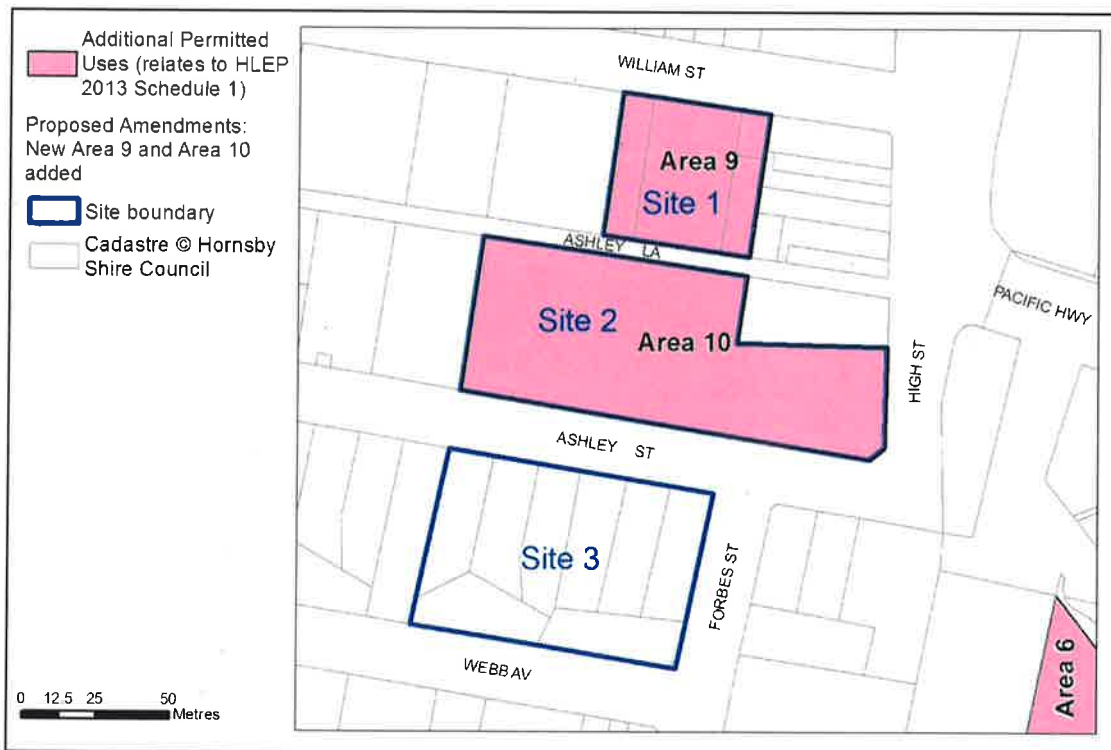 Additional Permitted
Uses (relates to HLEP
2013 Schedule 1)
Proposed Amendments:
New Area 9 and Area 10
added
Site boundary
Cadastre © Hornsby
Shire Council
0 12.5 25 50
Metres
WILLIAM ST
Area 9
Site 1
ASHLEY LA
Site 2
Area 10
PACIFIC HWY
HIGH ST
ASHLEY ST
Site 3
FORBES ST
WEBB AV
Area 6